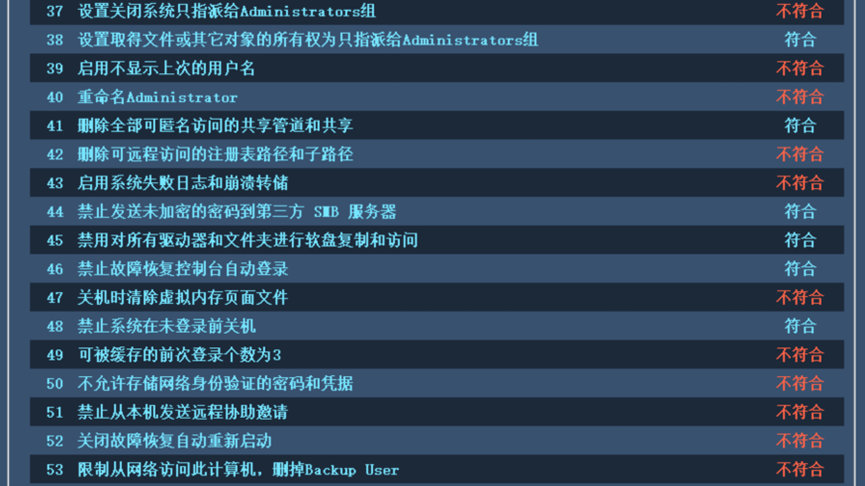 37 设置关闭系统只指派给Administrators组 不符合
38 设置取得文件或其它对象的所有权为只指派给Administrators组 符合
39 启用不显示上次的用户名 不符合
40 重命名Administrator 不符合
41 删除全部可匿名访问的共享管道和共享 符合
42 删除可远程访问的注册表路径和子路径 不符合
43 启用系统失败日志和崩溃转储 不符合
44 禁止发送未加密的密码到第三方 SMB 服务器 符合
45 禁用对所有驱动器和文件夹进行软盘复制和访问 符合
46 禁止故障恢复控制台自动登录 符合
47 关机时清除虚拟内存页面文件 不符合
48 禁止系统在未登录前关机 符合
49 可被缓存的前次登录个数为3 不符合
50 不允许存储网络身份验证的密码和凭据 不符合
51 禁止从本机发送远程协助邀请 不符合
52 关闭故障恢复自动重新启动 不符合
53 限制从网络访问此计算机，删掉Backup User 不符合